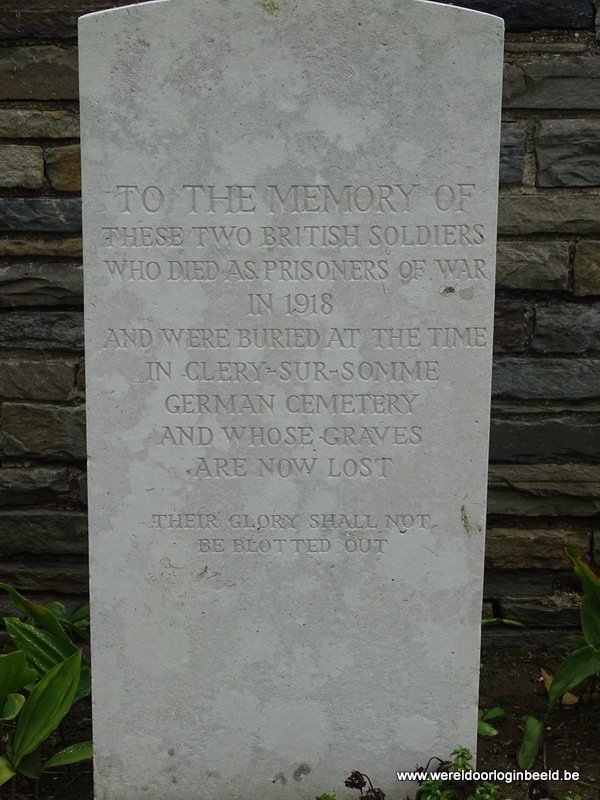 TO THE MEMORY OF
THESE TWO BRITISH SOLDIERS
WHO DIED AS PRISONERS OF WAR
IN 1918
AND WERE BURIED AT THE TIME
IN CLERY-SUR-SOMME
GERMAN CEMETERY
AND WHOSE GRAVES
ARE NOW LOST
THEIR GLORY SHALL NOT
BE BLOTTED OUT
www.wereldoorloginbeeld.be